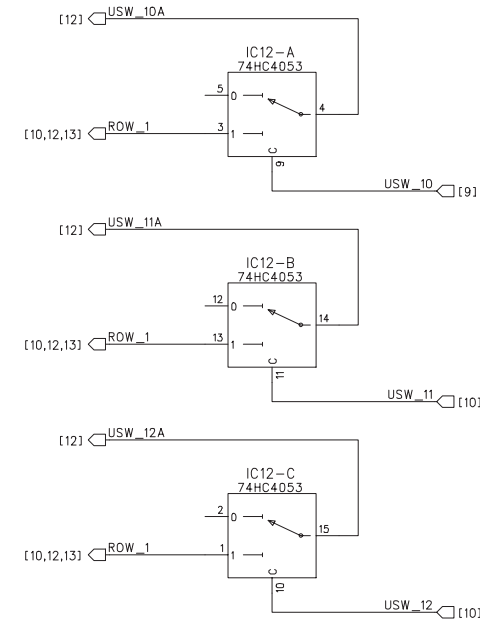 [12] USW_10A
IC12-A
74HC4053
5 0 4
[10,12,13] ROW_1 3 1
C
9
USW_10 [9]
[12] USW_11A
IC12-B
74HC4053
12 0 14
[10,12,13] ROW_1 13 1
C
11
USW_11 [10]
[12] USW_12A
IC12-C
74HC4053
2 0 15
[10,12,13] ROW_1 1 1
C
10
USW_12 [10]